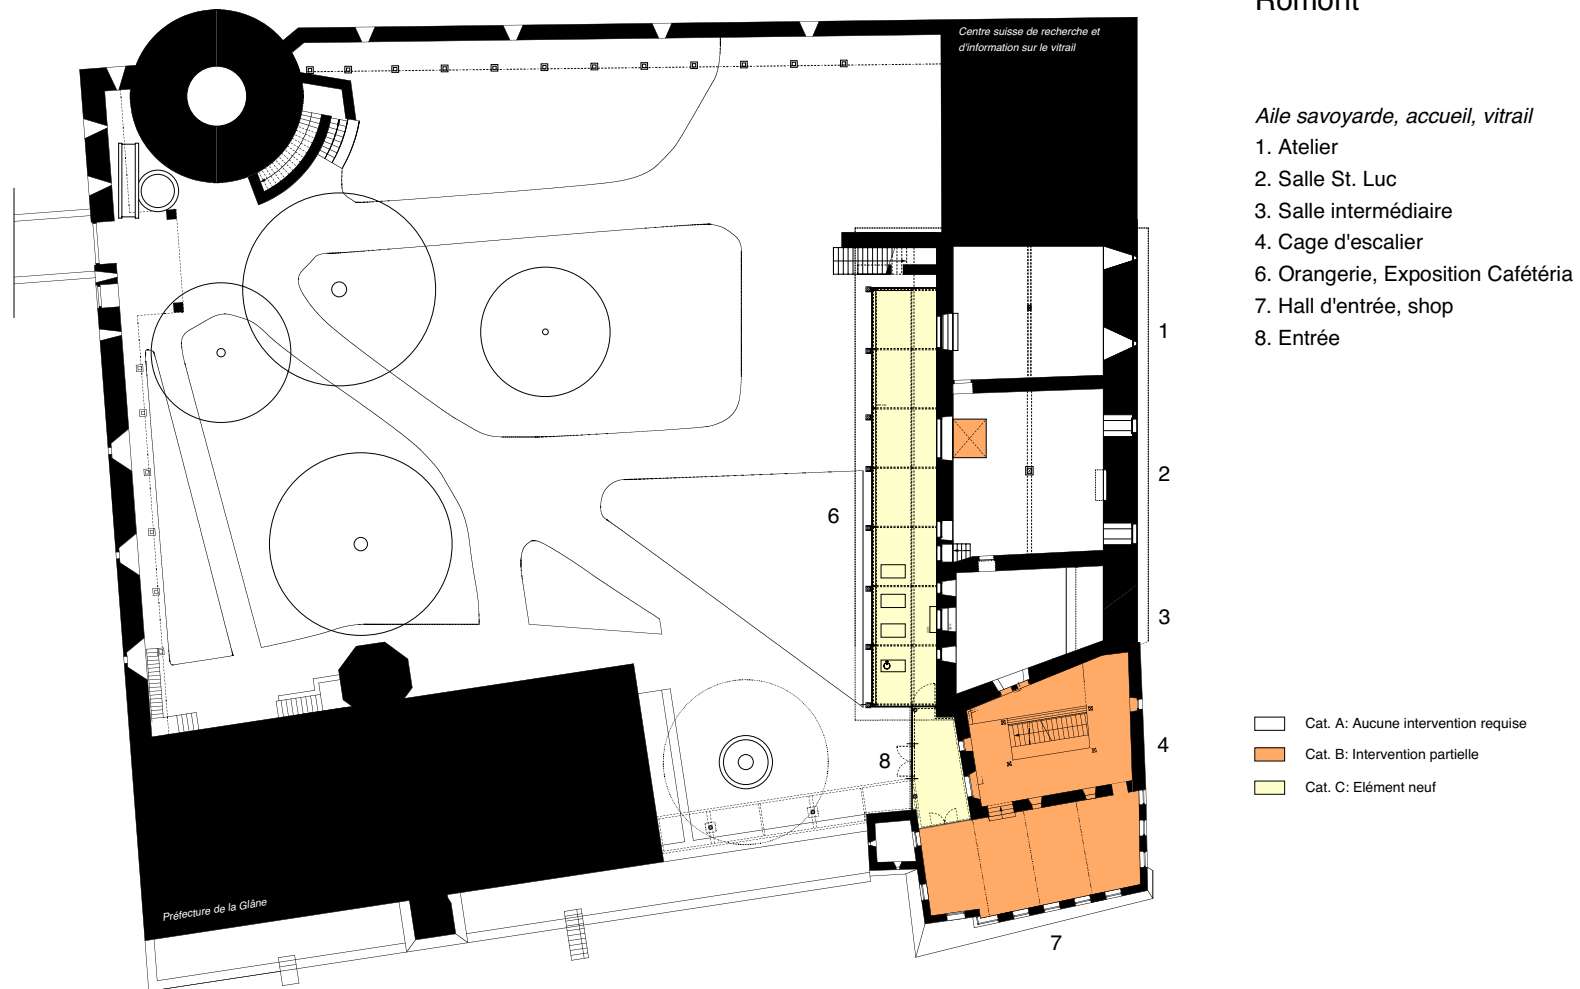 Romont
Centre suisse de recherche et
d'information sur le vitrail
Aile savoyarde, accueil, vitrail
1. Atelier
2. Salle St. Luc
3. Salle intermédiaire
4. Cage d'escalier
6. Orangerie, Exposition Cafétéria
7. Hall d'entrée, shop
8. Entrée
1
2
6
3
4
8
7
Cat. A: Aucune intervention requise
Cat. B: Intervention partielle
Cat. C: Elément neuf
Préfecture de la Glâne